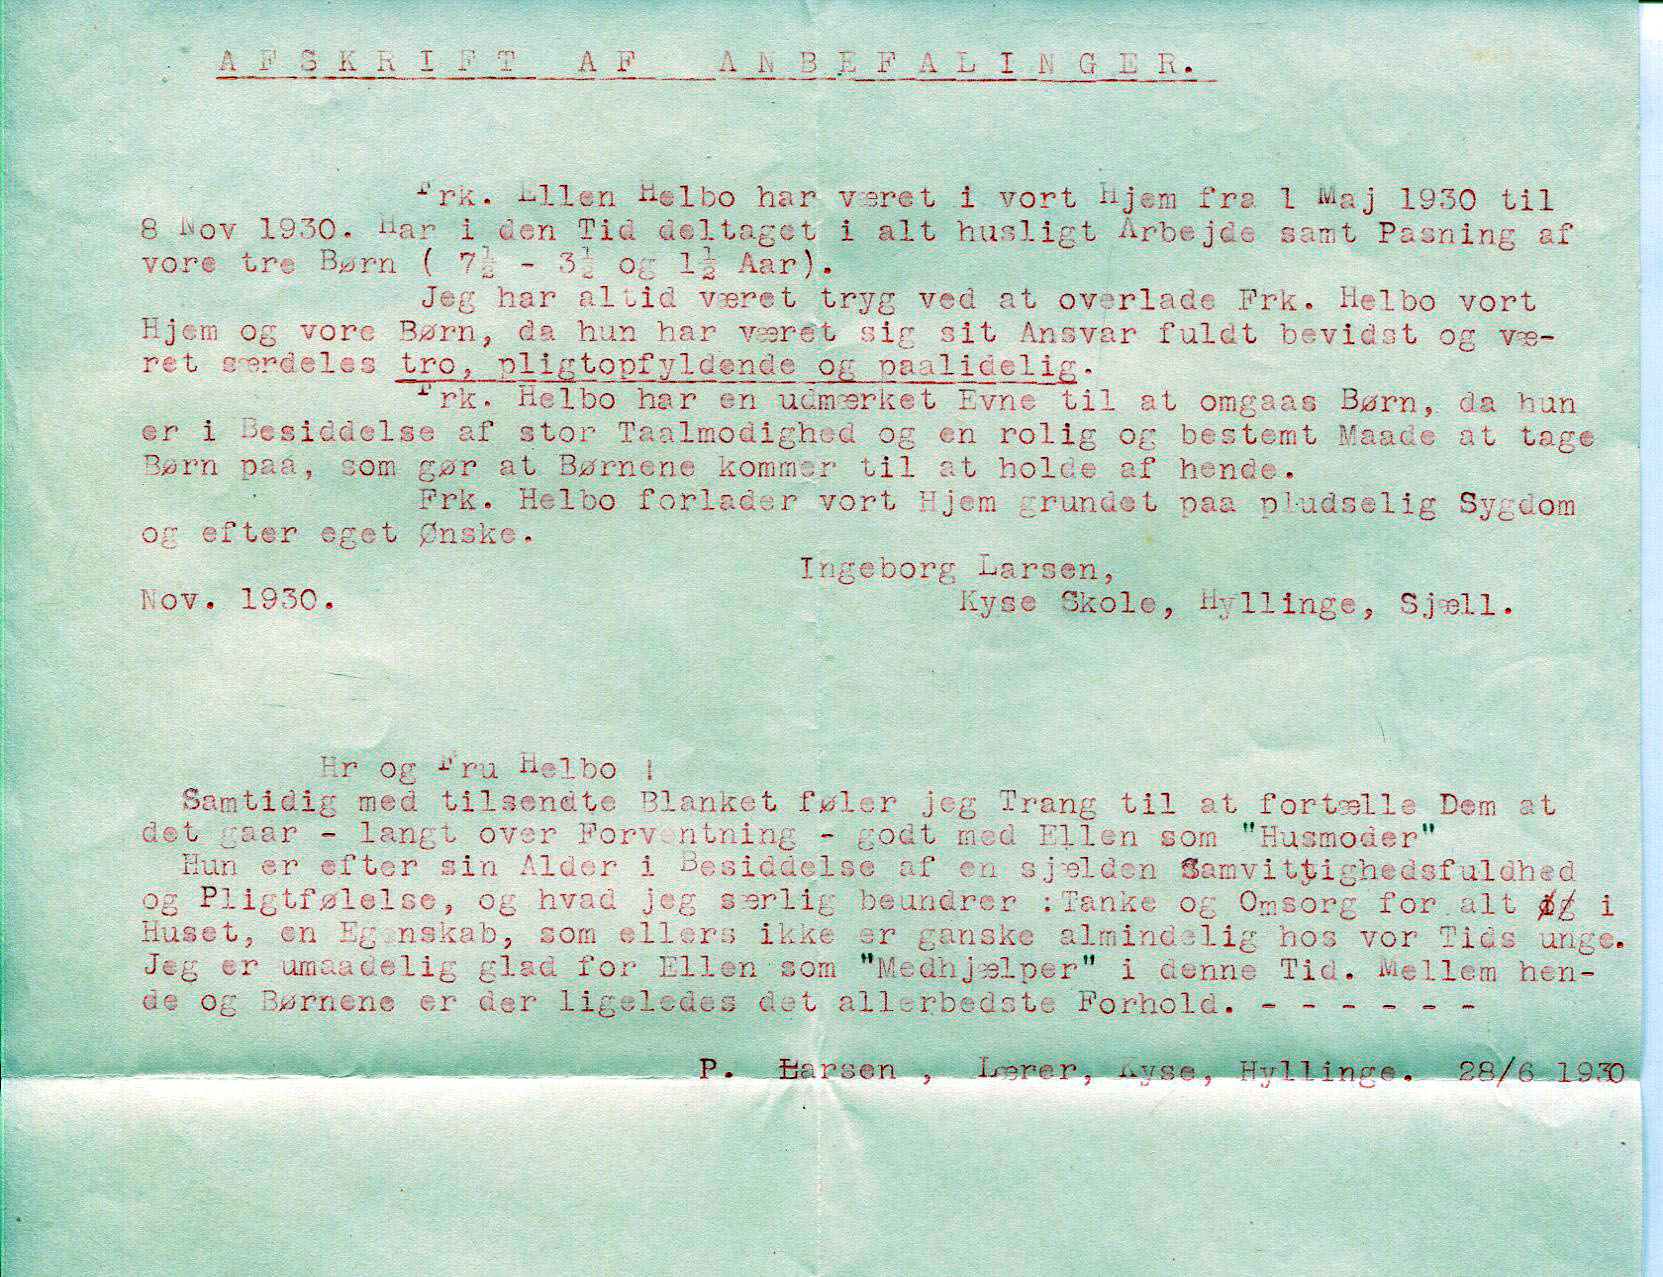 AFSKRIFT AF ANBEFALINGER.
Frk. Ellen Helbo har været i vort Hjem fra 1 Maj 1930 til
8 Nov 1930. Har i den Tid deltaget i alt husligt Arbejde samt Pasning af
vore tre Børn ( 7½ - 3½ og 1½ Aar).
Jeg har altid været tryg ved at overlade Frk. Helbo vort
Hjem og vore Børn, da hun har været sig sit Ansvar fuldt bevidst og væ-
ret særdeles tro, pligtopfyldende og paalidelig.
Frk. Helbo har en udmærket Evne til at omgaas Børn, da hun
er i Besiddelse af stor Taalmodighed og en rolig og bestemt Maade at tage
Børn paa, som gør at Børnene kommer til at holde af hende.
Frk. Helbo forlader vort Hjem grundet paa pludselig Sygdom
og efter eget Ønske.
Ingeborg Larsen,
Nov. 1930. Kyse Skole, Hyllinge, Sjæll.
Hr og Fru Helbo !
Samtidig med tilsendte Blanket føler jeg Trang til at fortælle Dem at
det gaar - langt over Forventning - godt med Ellen som "Husmoder"
Hun er efter sin Alder i Besiddelse af en sjælden Samvittighedsfuldhed
og Pligtfølelse, og hvad jeg særlig beundrer :Tanke og Omsorg for alt i
Huset, en Egenskab, som ellers ikke er ganske almindelig hos vor Tids unge.
Jeg er umaadelig glad for Ellen som "Medhjælper" i denne Tid. Mellem hen-
de og Børnene er der ligeledes det allerbedste Forhold. - - - - - -
P. Larsen , Lærer, Kyse, Hyllinge. 28/6 1930